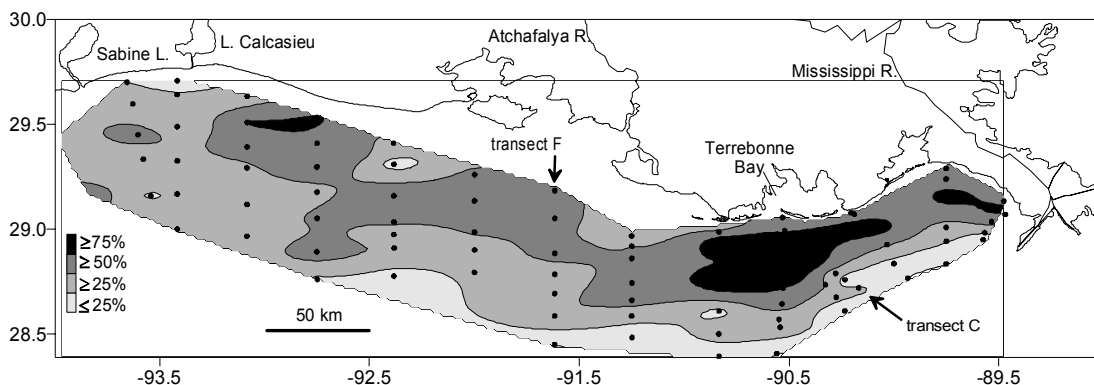 30.0
Sabine L.
L. Calcasieu
Atchafalya R.
Mississippi R.
29.5
transect F
Terrebonne
Bay
29.0
≥75%
≥50%
≥25%
≤25%
50 km
transect C
28.5
-93.5
-92.5
-91.5
-90.5
-89.5